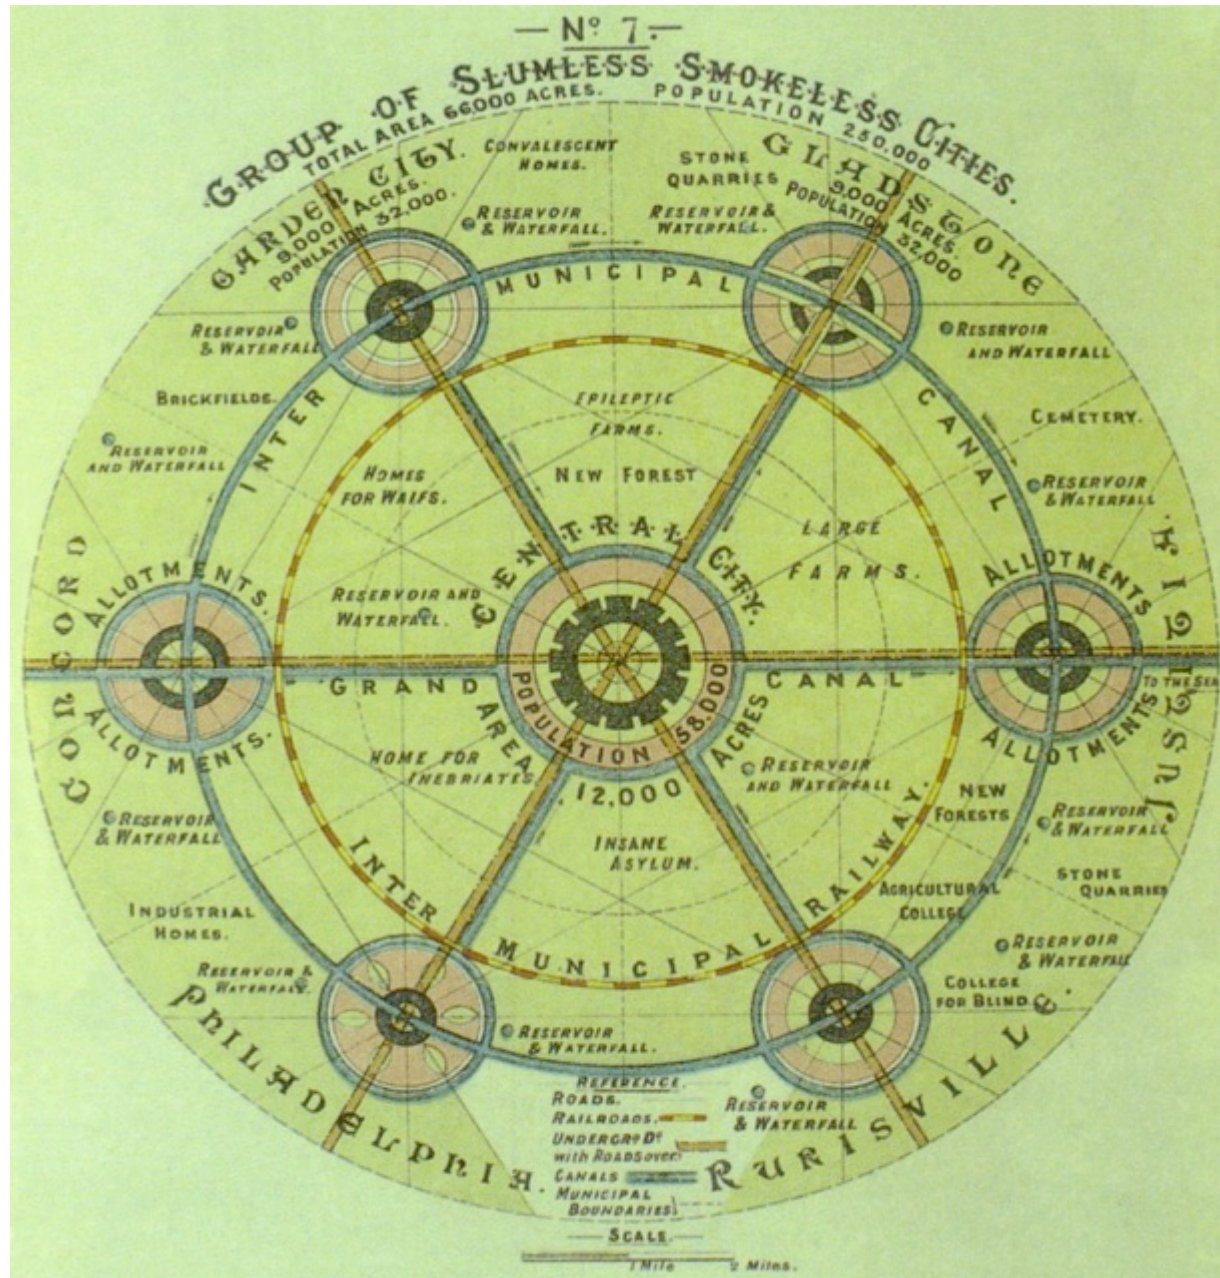 — Nº 7. —
GROUP OF SLUMLESS SMOKELESS CITIES.
TOTAL AREA 66,000 ACRES. POPULATION 250,000
GARDEN CITY.
9,000 ACRES.
POPULATION 32,000.
CONVALESCENT
HOMES.
STONE
QUARRIES
GLADSTONE
9,000 ACRES
POPULATION 32,000
RESERVOIR
& WATERFALL.
RESERVOIR &
WATERFALL.
INTER MUNICIPAL CANAL
RESERVOIR
& WATERFALL
RESERVOIR
AND WATERFALL
BRICKFIELDS.
CEMETERY.
EPILEPTIC
FARMS.
RESERVOIR
AND WATERFALL
HOMES
FOR WAIFS.
NEW FOREST
RESERVOIR
& WATERFALL
LARGE
FARMS.
CENTRAL CITY.
CONCORD
ALLOTMENTS.
RESERVOIR AND
WATERFALL.
ALLOTMENTS
GRAND CANAL
TO THE SEA
POPULATION 58,000
AREA 12,000 ACRES
ALLOTMENTS.
ALLOTMENTS
HOME FOR
INEBRIATES.
RESERVOIR
AND WATERFALL
NEW
FORESTS
RESERVOIR
& WATERFALL
RESERVOIR
& WATERFALL
INSANE
ASYLUM.
STONE
QUARRIES
AGRICULTURAL
COLLEGE
INTER MUNICIPAL RAILWAY.
INDUSTRIAL
HOMES.
RESERVOIR
& WATERFALL
RESERVOIR &
WATERFALL
COLLEGE
FOR BLIND
RESERVOIR
& WATERFALL.
PHILADELPHIA.
RURISVILLE.
REFERENCE.
ROADS.
RAILROADS.
UNDERGRᴰ Dº
with ROADS over
CANALS
MUNICIPAL
BOUNDARIES
RESERVOIR
& WATERFALL
— SCALE. —
1 Mile 2 Miles.